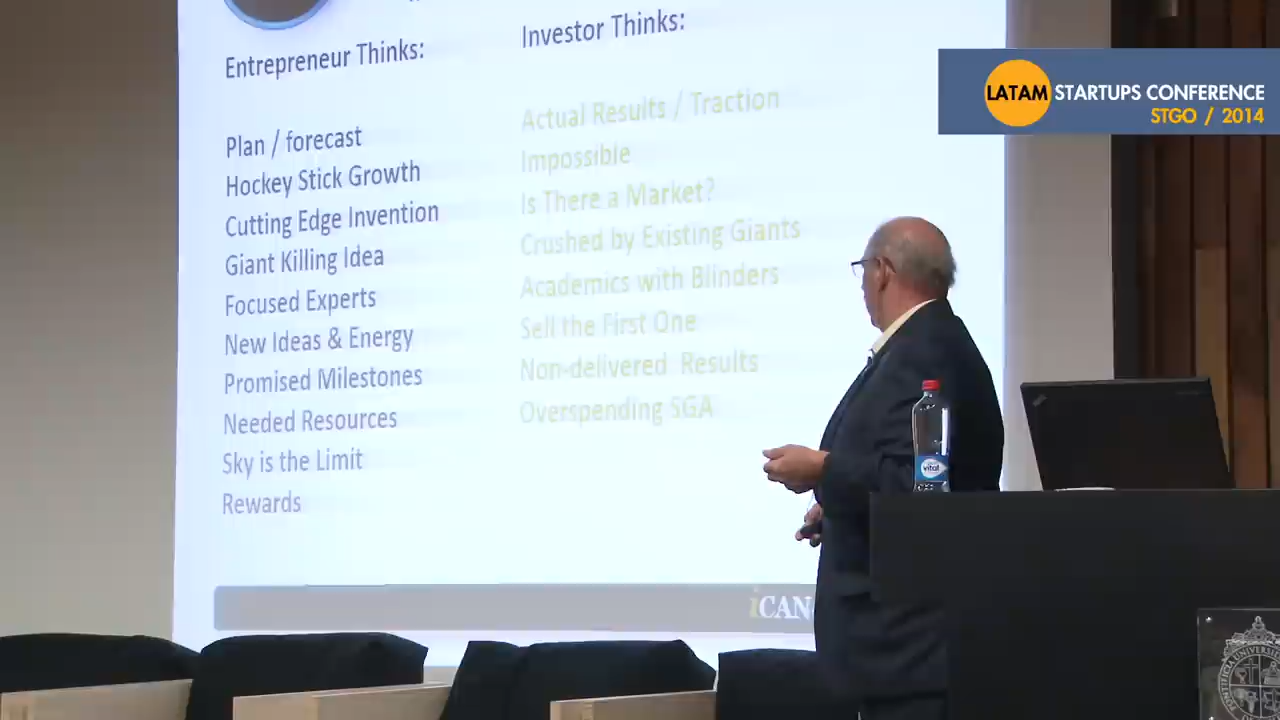 Entrepreneur Thinks:
Plan / forecast
Hockey Stick Growth
Cutting Edge Invention
Giant Killing Idea
Focused Experts
New Ideas & Energy
Promised Milestones
Needed Resources
Sky is the Limit
Rewards
Investor Thinks:
Actual Results / Traction
Impossible
Is There a Market?
Crushed by Existing Giants
Academics with Blinders
Sell the First One
Non-delivered Results
Overspending SGA
iCAN
LATAM STARTUPS CONFERENCE
STGO / 2014
vital